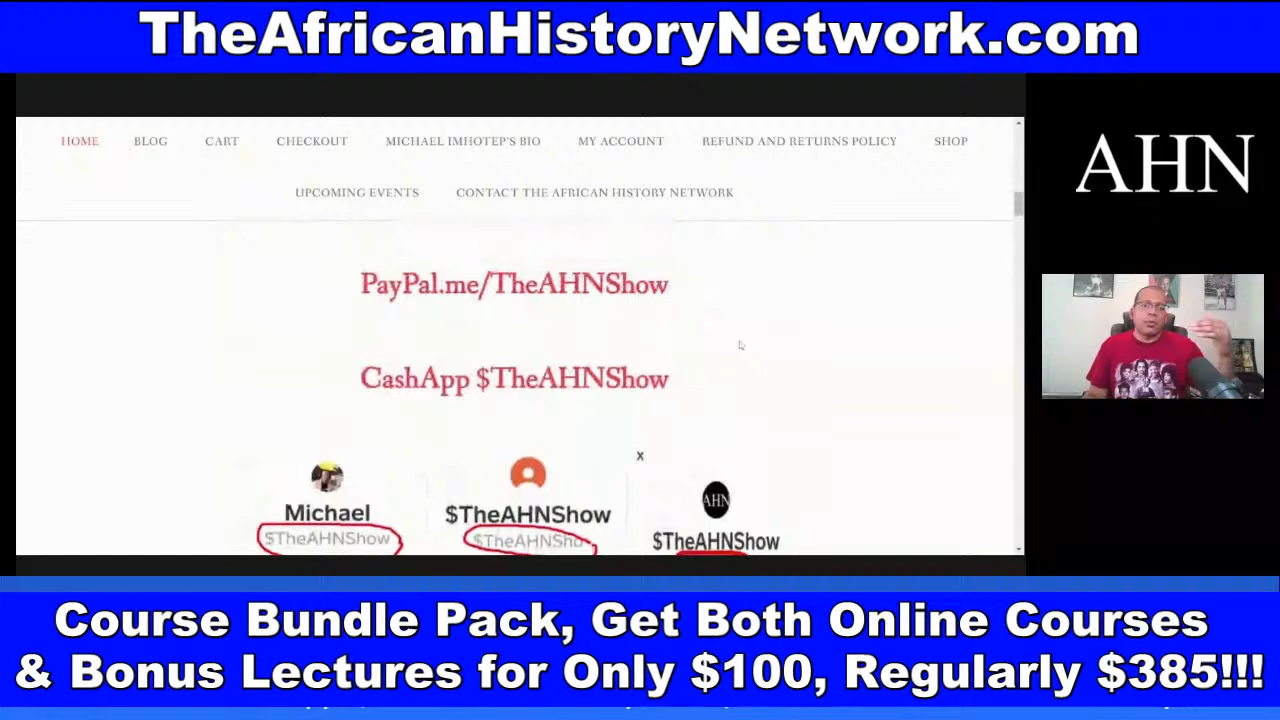 TheAfricanHistoryNetwork.com
HOME BLOG CART CHECKOUT MICHAEL IMHOTEP'S BIO MY ACCOUNT REFUND AND RETURNS POLICY SHOP
UPCOMING EVENTS CONTACT THE AFRICAN HISTORY NETWORK
AHN
PayPal.me/TheAHNShow
CashApp $TheAHNShow
x
AHN
Michael
$TheAHNShow
$TheAHNShow
$TheAHNSho
$TheAHNShow
Course Bundle Pack, Get Both Online Courses
& Bonus Lectures for Only $100, Regularly $385!!!